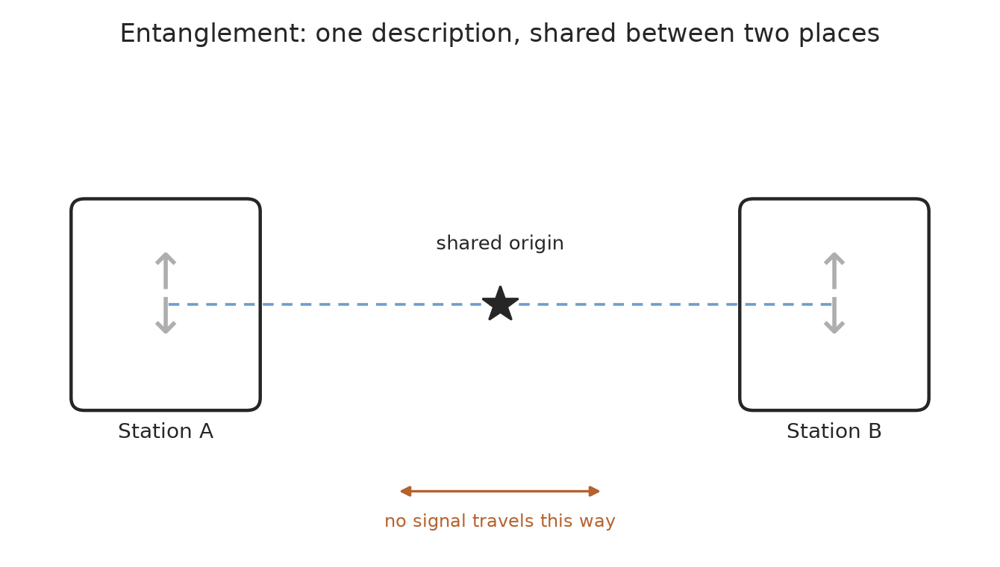 Entanglement: one description, shared between two places
shared origin
Station A
Station B
no signal travels this way